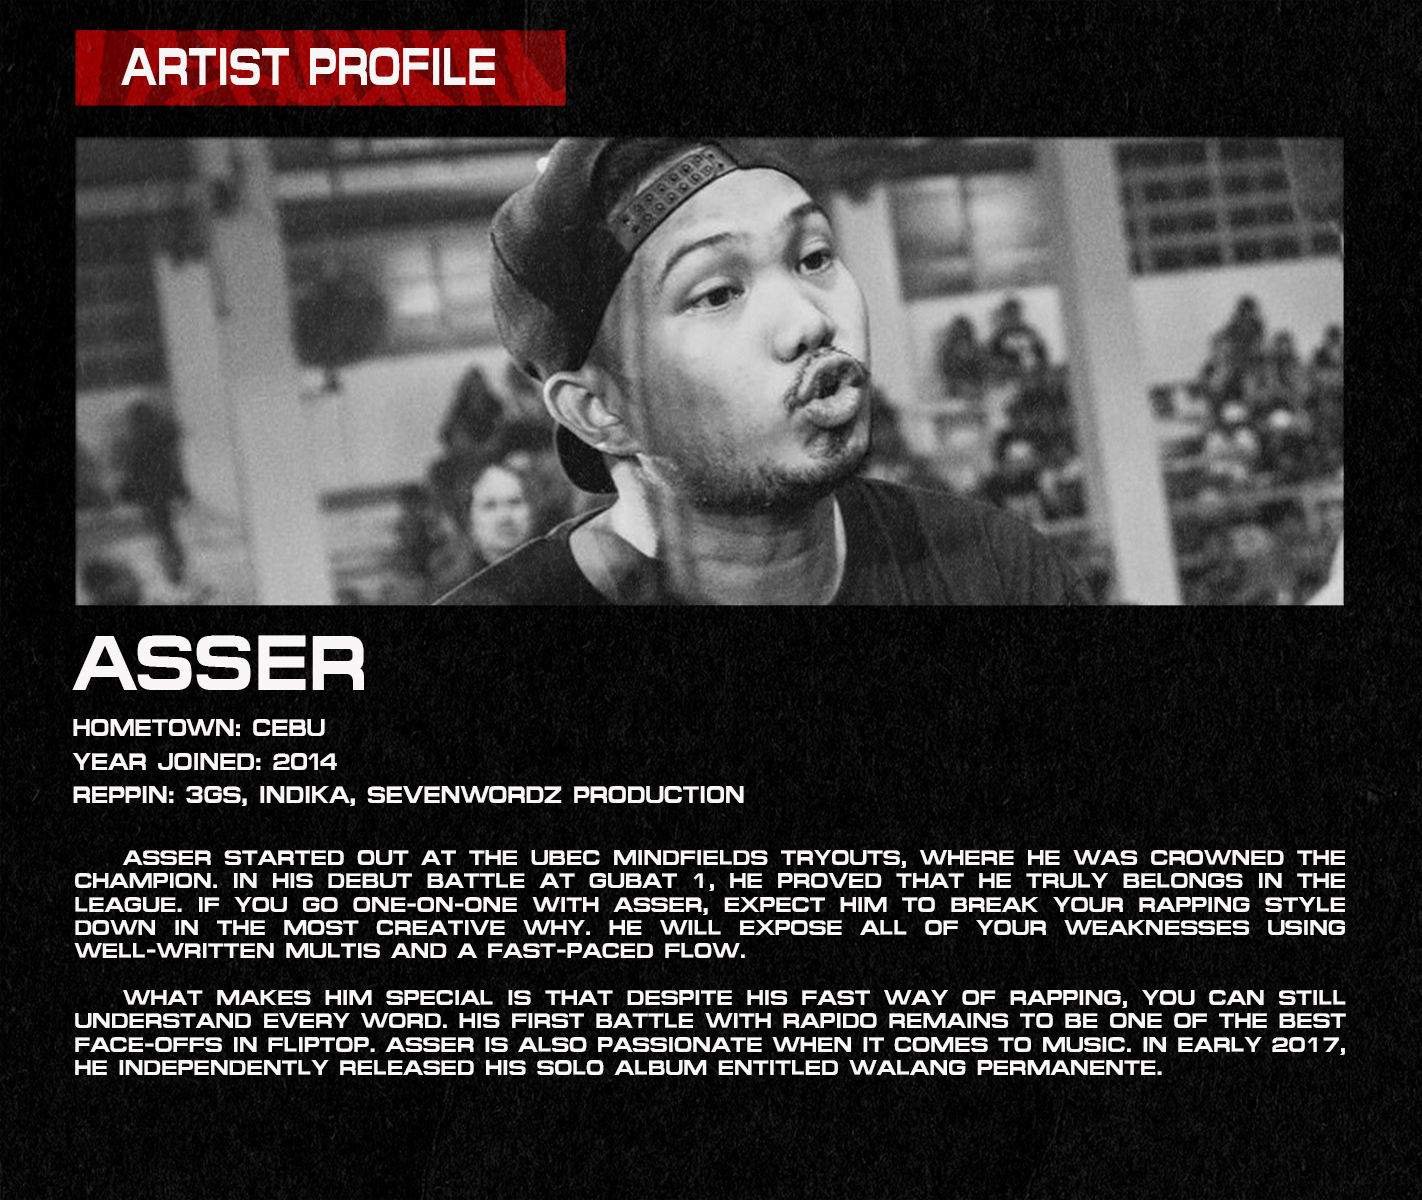 ARTIST PROFILE
ASSER
HOMETOWN: CEBU
YEAR JOINED: 2014
REPPIN: 3GS, INDIKA, SEVENWORDZ PRODUCTION
ASSER STARTED OUT AT THE UBEC MINDFIELDS TRYOUTS, WHERE HE WAS CROWNED THE
CHAMPION. IN HIS DEBUT BATTLE AT GUBAT 1, HE PROVED THAT HE TRULY BELONGS IN THE
LEAGUE. IF YOU GO ONE-ON-ONE WITH ASSER, EXPECT HIM TO BREAK YOUR RAPPING STYLE
DOWN IN THE MOST CREATIVE WHY. HE WILL EXPOSE ALL OF YOUR WEAKNESSES USING
WELL-WRITTEN MULTIS AND A FAST-PACED FLOW.
WHAT MAKES HIM SPECIAL IS THAT DESPITE HIS FAST WAY OF RAPPING, YOU CAN STILL
UNDERSTAND EVERY WORD. HIS FIRST BATTLE WITH RAPIDO REMAINS TO BE ONE OF THE BEST
FACE-OFFS IN FLIPTOP. ASSER IS ALSO PASSIONATE WHEN IT COMES TO MUSIC. IN EARLY 2017,
HE INDEPENDENTLY RELEASED HIS SOLO ALBUM ENTITLED WALANG PERMANENTE.